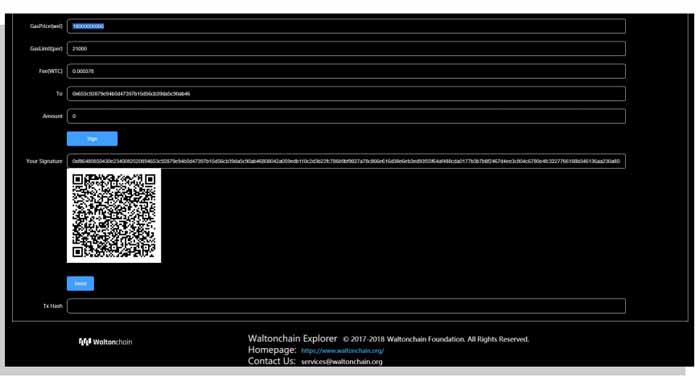 GasPrice(wei) 18000000000
GasLimit(per) 21000
Fee(WTC) 0.000378
To
Amount 0
Sign
Your Signature
Send
Tx Hash
Waltonchain
Waltonchain Explorer © 2017-2018 Waltonchain Foundation. All Rights Reserved.
Homepage: https://www.waltonchain.org/
Contact Us: services@waltonchain.org